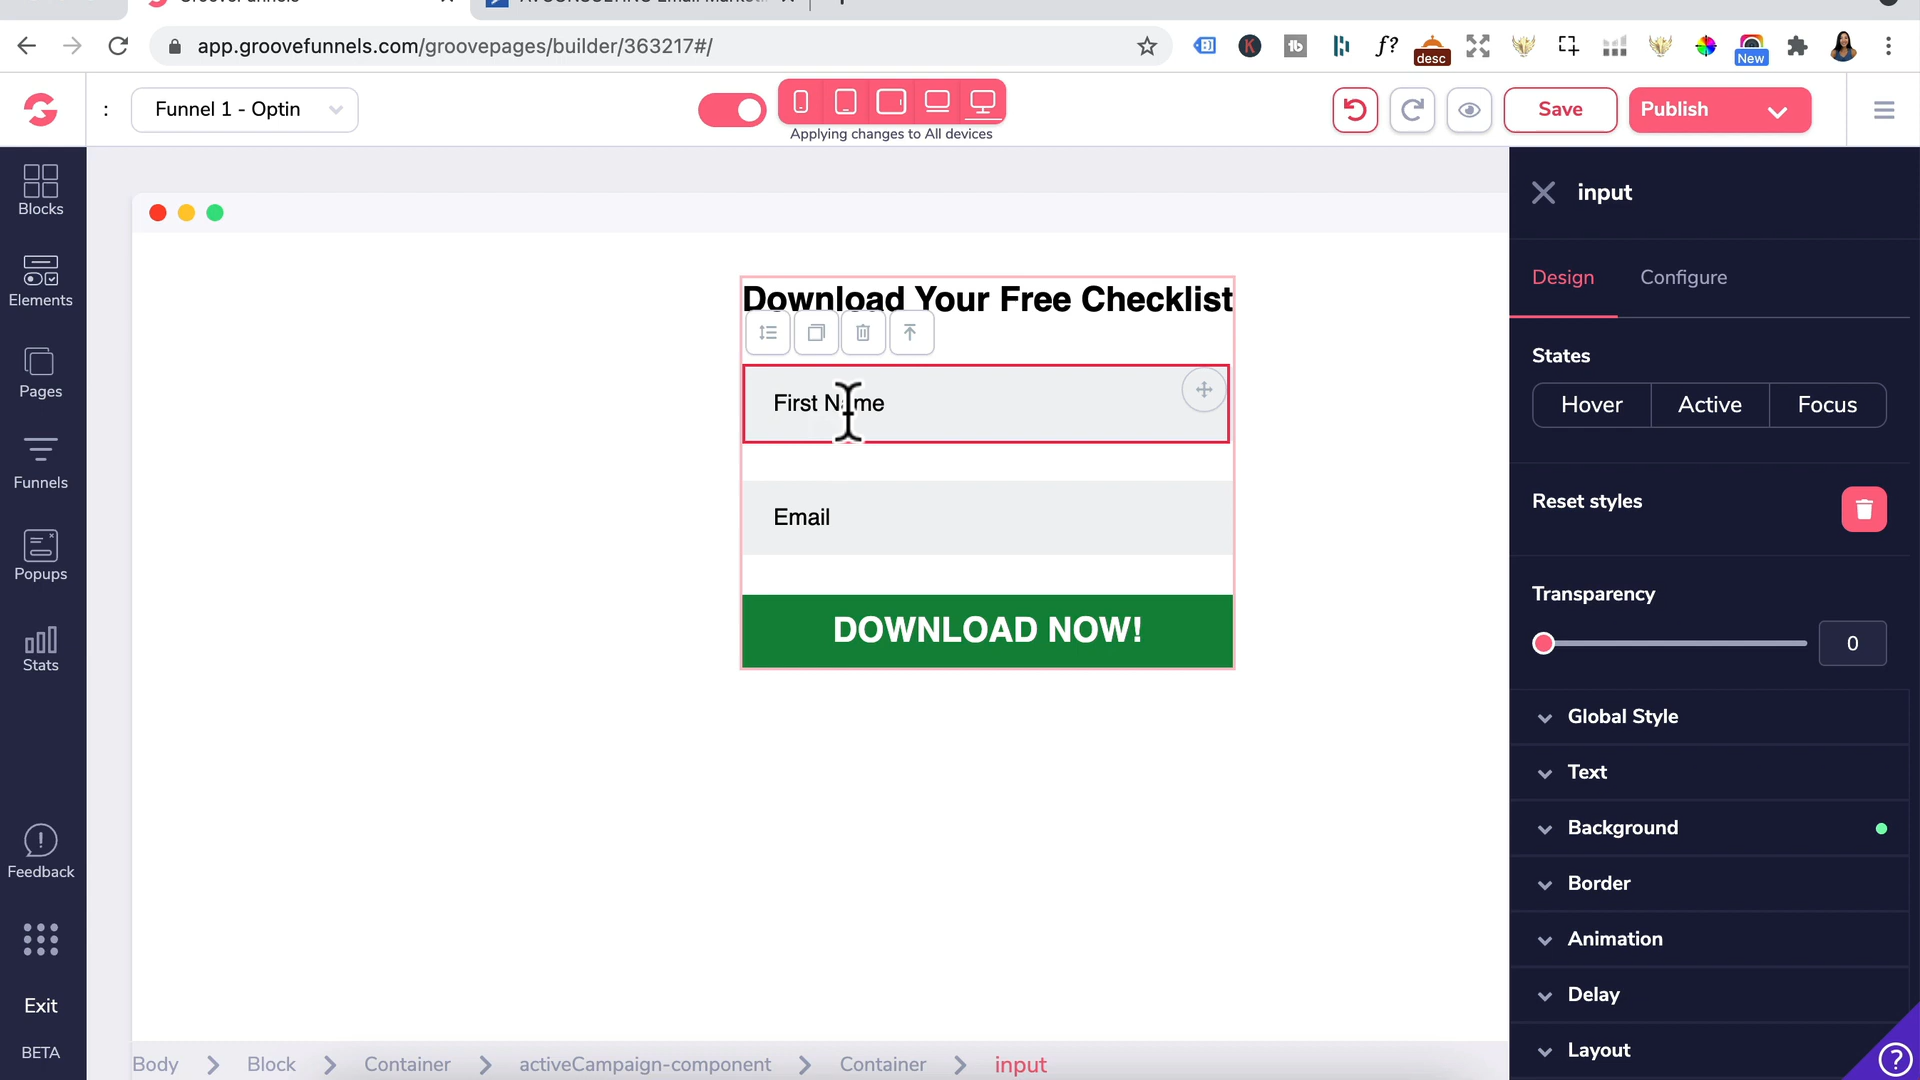 app.groovefunnels.com/groovepages/builder/363217#/
desc
New
: Funnel 1 - Optin
Applying changes to All devices
Save
Publish
Blocks
Elements
Pages
Funnels
Popups
Stats
Feedback
Exit
BETA
Download Your Free Checklist
First Name
Email
DOWNLOAD NOW!
Body
Block
Container
activeCampaign-component
Container
input
input
Design
Configure
States
Hover
Active
Focus
Reset styles
Transparency
0
Global Style
Text
Background
Border
Animation
Delay
Layout